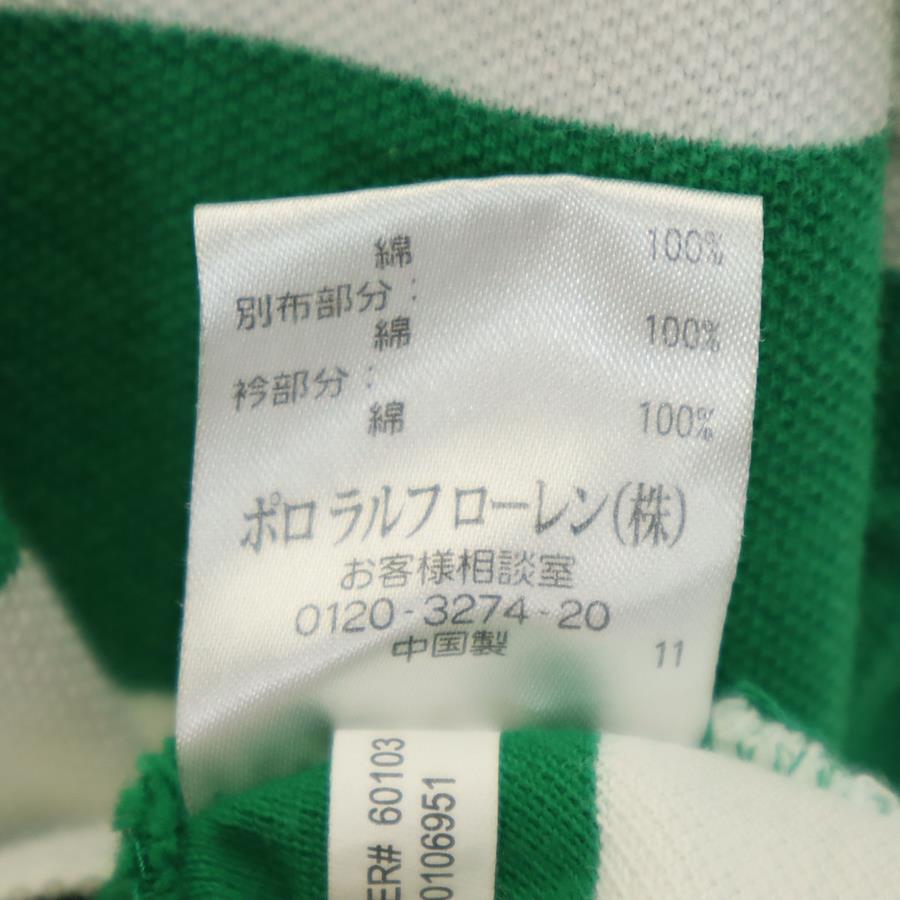 綿 100%
別布部分：
綿 100%
衿部分：
綿 100%
ポロ ラルフ ローレン(株)
お客様相談室
0120-3274-20
中国製 11
ER# 60103
0106951